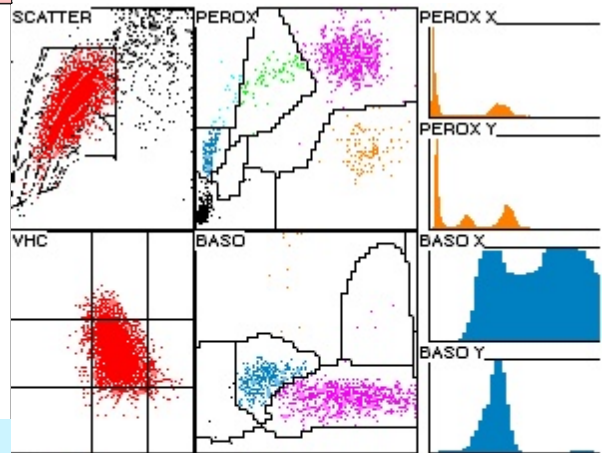 SCATTER
PEROX
PEROX X
PEROX Y
VHC
BASO
BASO X
BASO Y